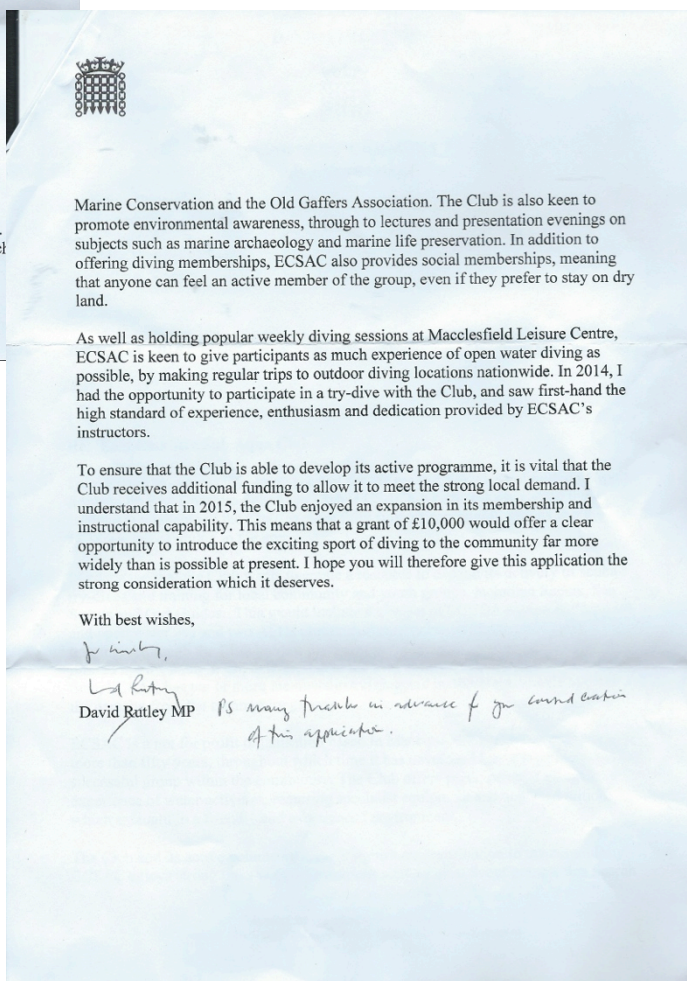 Marine Conservation and the Old Gaffers Association. The Club is also keen to
promote environmental awareness, through to lectures and presentation evenings on
subjects such as marine archaeology and marine life preservation. In addition to
offering diving memberships, ECSAC also provides social memberships, meaning
that anyone can feel an active member of the group, even if they prefer to stay on dry
land.
As well as holding popular weekly diving sessions at Macclesfield Leisure Centre,
ECSAC is keen to give participants as much experience of open water diving as
possible, by making regular trips to outdoor diving locations nationwide. In 2014, I
had the opportunity to participate in a try-dive with the Club, and saw first-hand the
high standard of experience, enthusiasm and dedication provided by ECSAC’s
instructors.
To ensure that the Club is able to develop its active programme, it is vital that the
Club receives additional funding to allow it to meet the strong local demand. I
understand that in 2015, the Club enjoyed an expansion in its membership and
instructional capability. This means that a grant of £10,000 would offer a clear
opportunity to introduce the exciting sport of diving to the community far more
widely than is possible at present. I hope you will therefore give this application the
strong consideration which it deserves.
With best wishes,
David Rutley MP
PS many thanks in advance for your consideration
of this application.